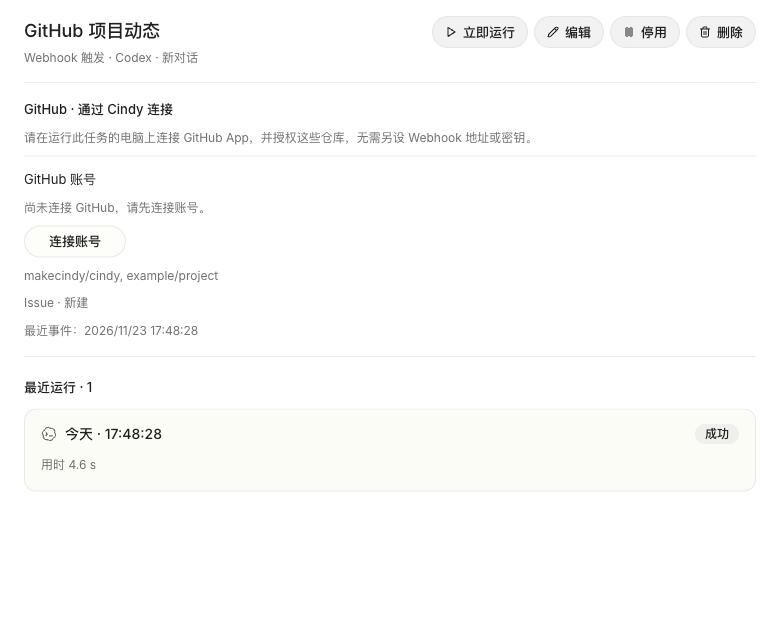 GitHub 项目动态
立即运行
编辑
停用
删除
Webhook 触发 · Codex · 新对话
GitHub · 通过 Cindy 连接
请在运行此任务的电脑上连接 GitHub App，并授权这些仓库，无需另设 Webhook 地址或密钥。
GitHub 账号
尚未连接 GitHub，请先连接账号。
连接账号
makecindy/cindy, example/project
Issue · 新建
最近事件：2026/11/23 17:48:28
最近运行 · 1
今天 · 17:48:28
成功
用时 4.6 s